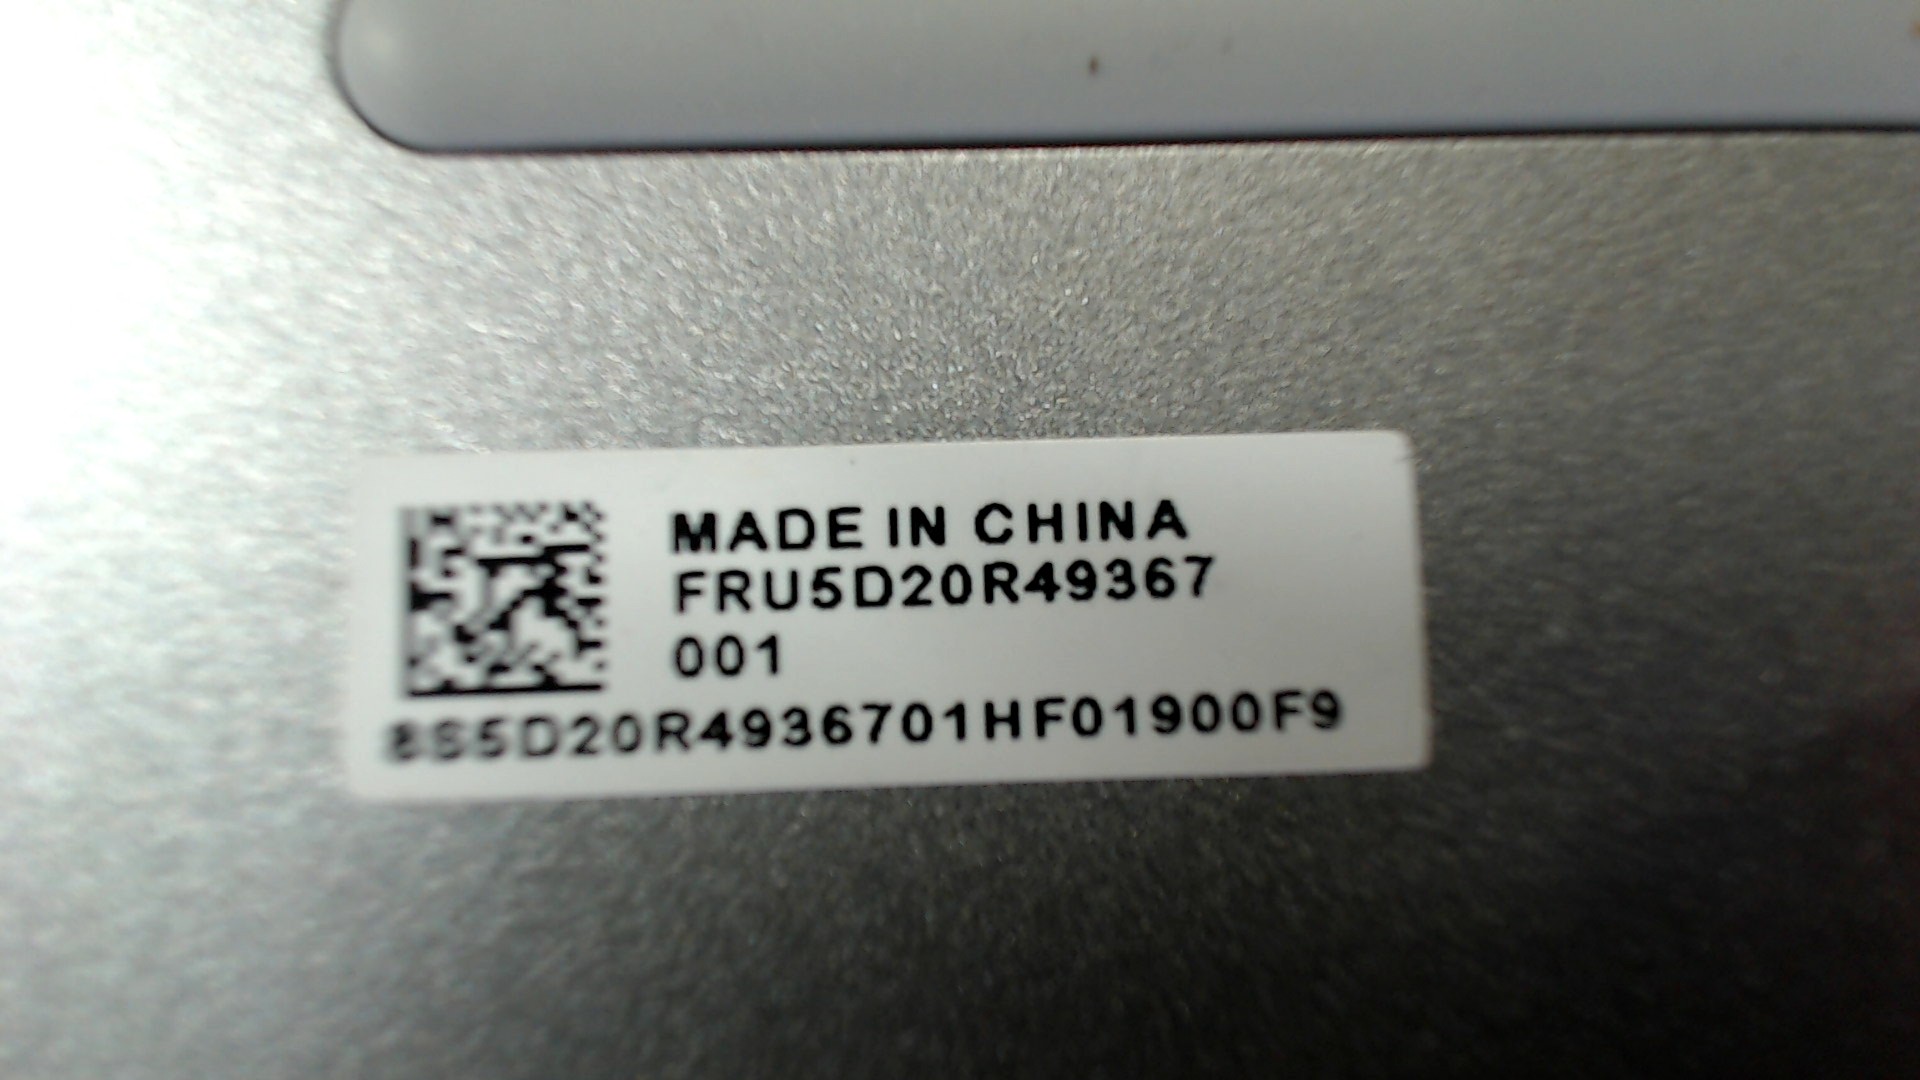 MADE IN CHINA
FRU5D20R49367
001
8S5D20R4936701HF01900F9